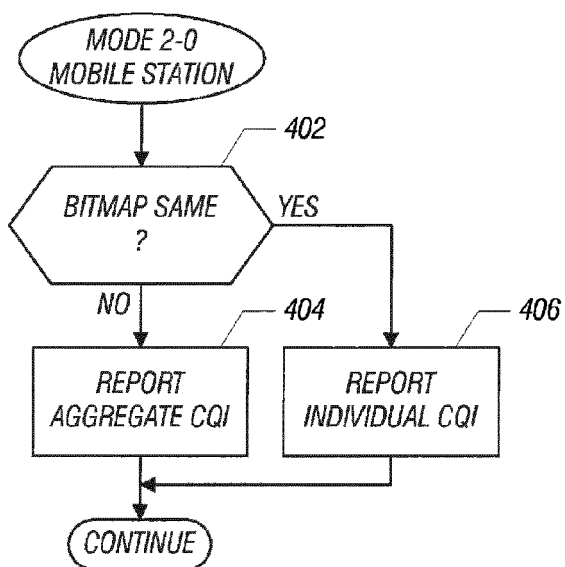 MODE 2-0
MOBILE STATION
402
BITMAP SAME
?
YES
NO
404
406
REPORT
AGGREGATE CQI
REPORT
INDIVIDUAL CQI
CONTINUE